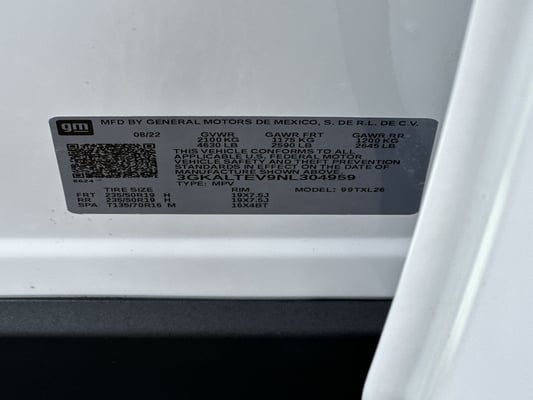 gm MFD BY GENERAL MOTORS DE MEXICO, S. DE R.L. DE C.V.
08/22 GVWR GAWR FRT GAWR RR
2100 KG 1175 KG 1200 KG
4630 LB 2590 LB 2645 LB
THIS VEHICLE CONFORMS TO ALL
APPLICABLE U.S. FEDERAL MOTOR
VEHICLE SAFETY AND THEFT PREVENTION
STANDARDS IN EFFECT ON THE DATE OF
MANUFACTURE SHOWN ABOVE.
3GKALTEV9NL304959
6624 TYPE: MPV MODEL: 99TXL26
TIRE SIZE RIM
FRT 235/50R19 H 19X7.5J
RR 235/50R19 H 19X7.5J
SPA T135/70R16 M 16X4BT